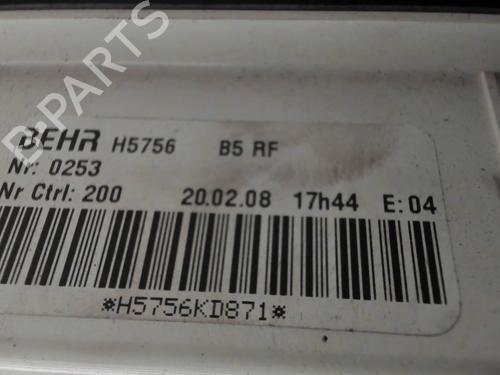 B-PARTS
BEHR H5756 B5 RF
Nr: 0253
Nr Ctrl: 200 20.02.08 17h44 E: 04
*H5756KD871*